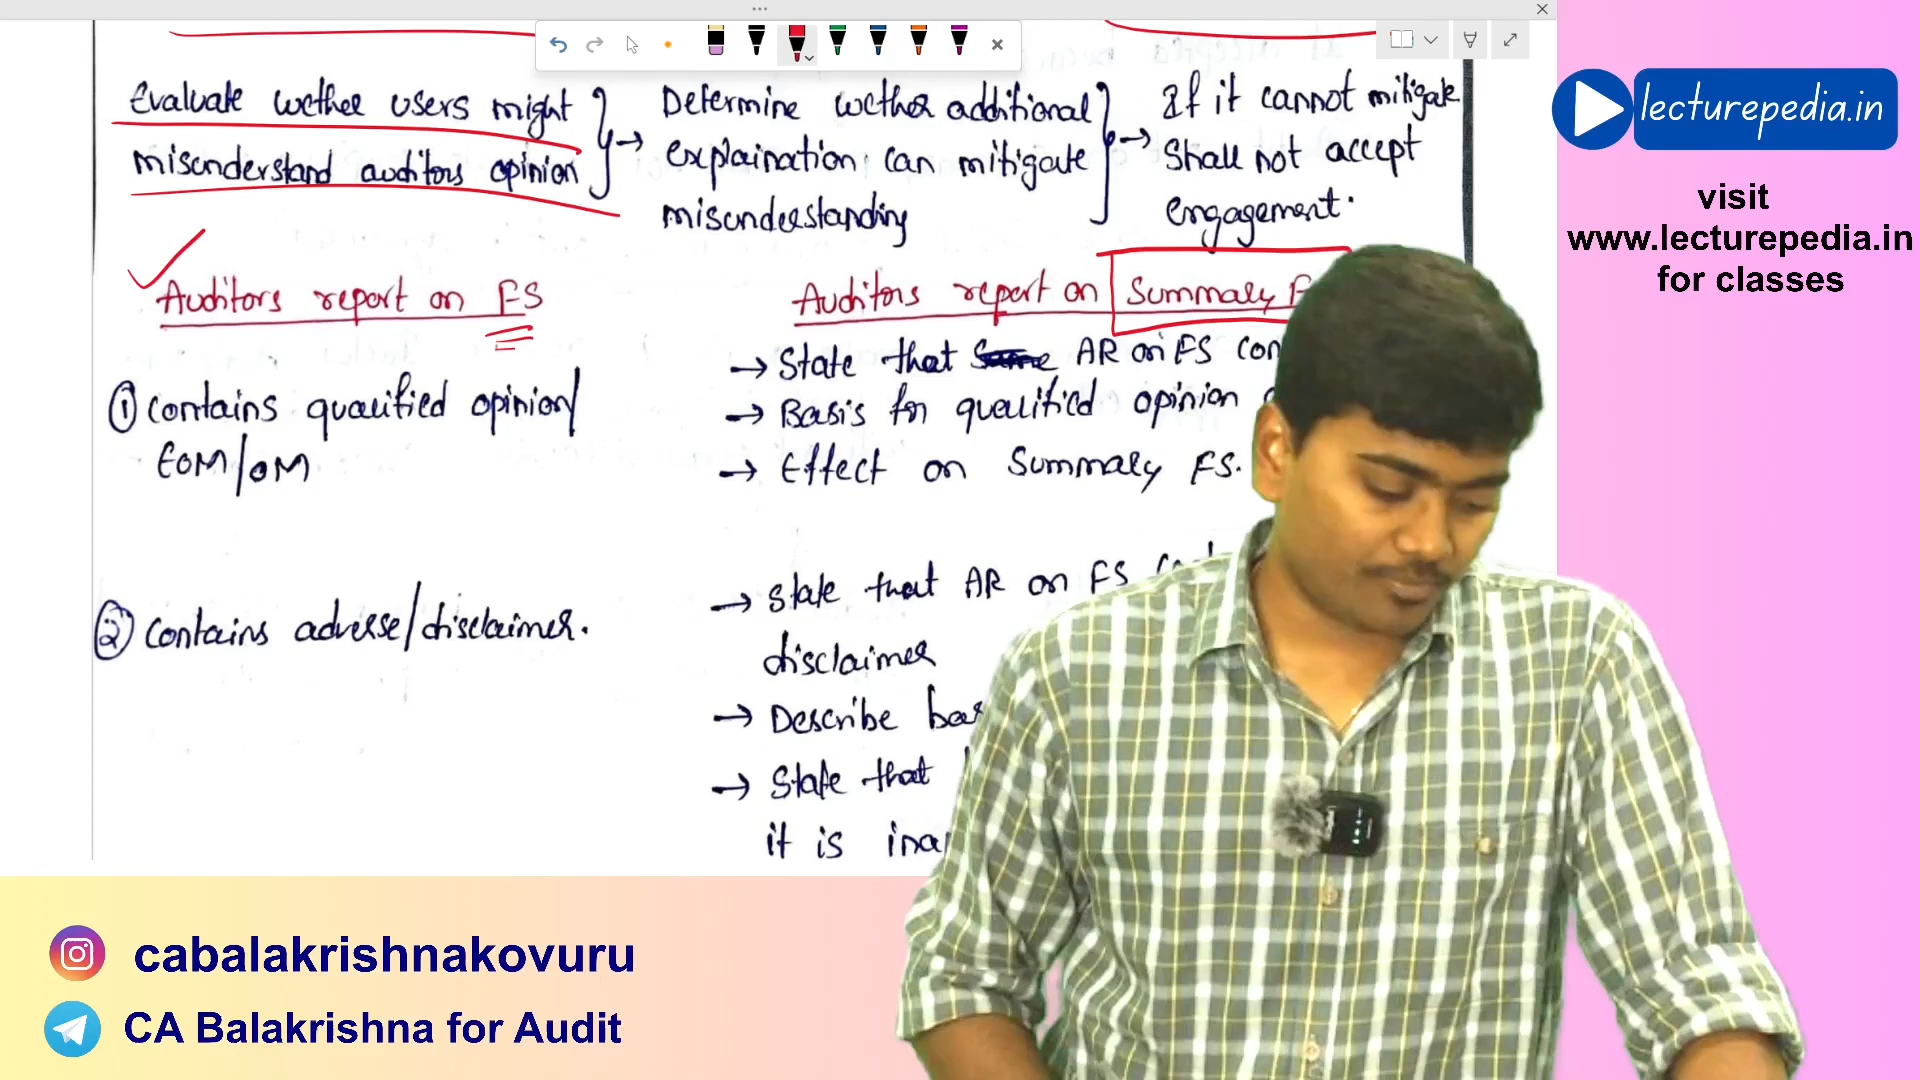 Evaluate wether users might
misunderstand auditors opinion
Determine wether additional
explaination can mitigate
misunderstanding
If it cannot mitigate
Shall not accept
engagement.
Auditors report on FS
① contains qualified opinion/
EOM/OM
② contains adverse/disclaimer.
Auditors report on Summary
→ State that AR on FS
→ Basis for qualified opinion
→ Effect on Summary FS.
→ State that AR on FS
disclaimer
→ Describe
→ State that
it is
lecturepedia.in
visit
www.lecturepedia.in
for classes
cabalakrishnakovuru
CA Balakrishna for Audit